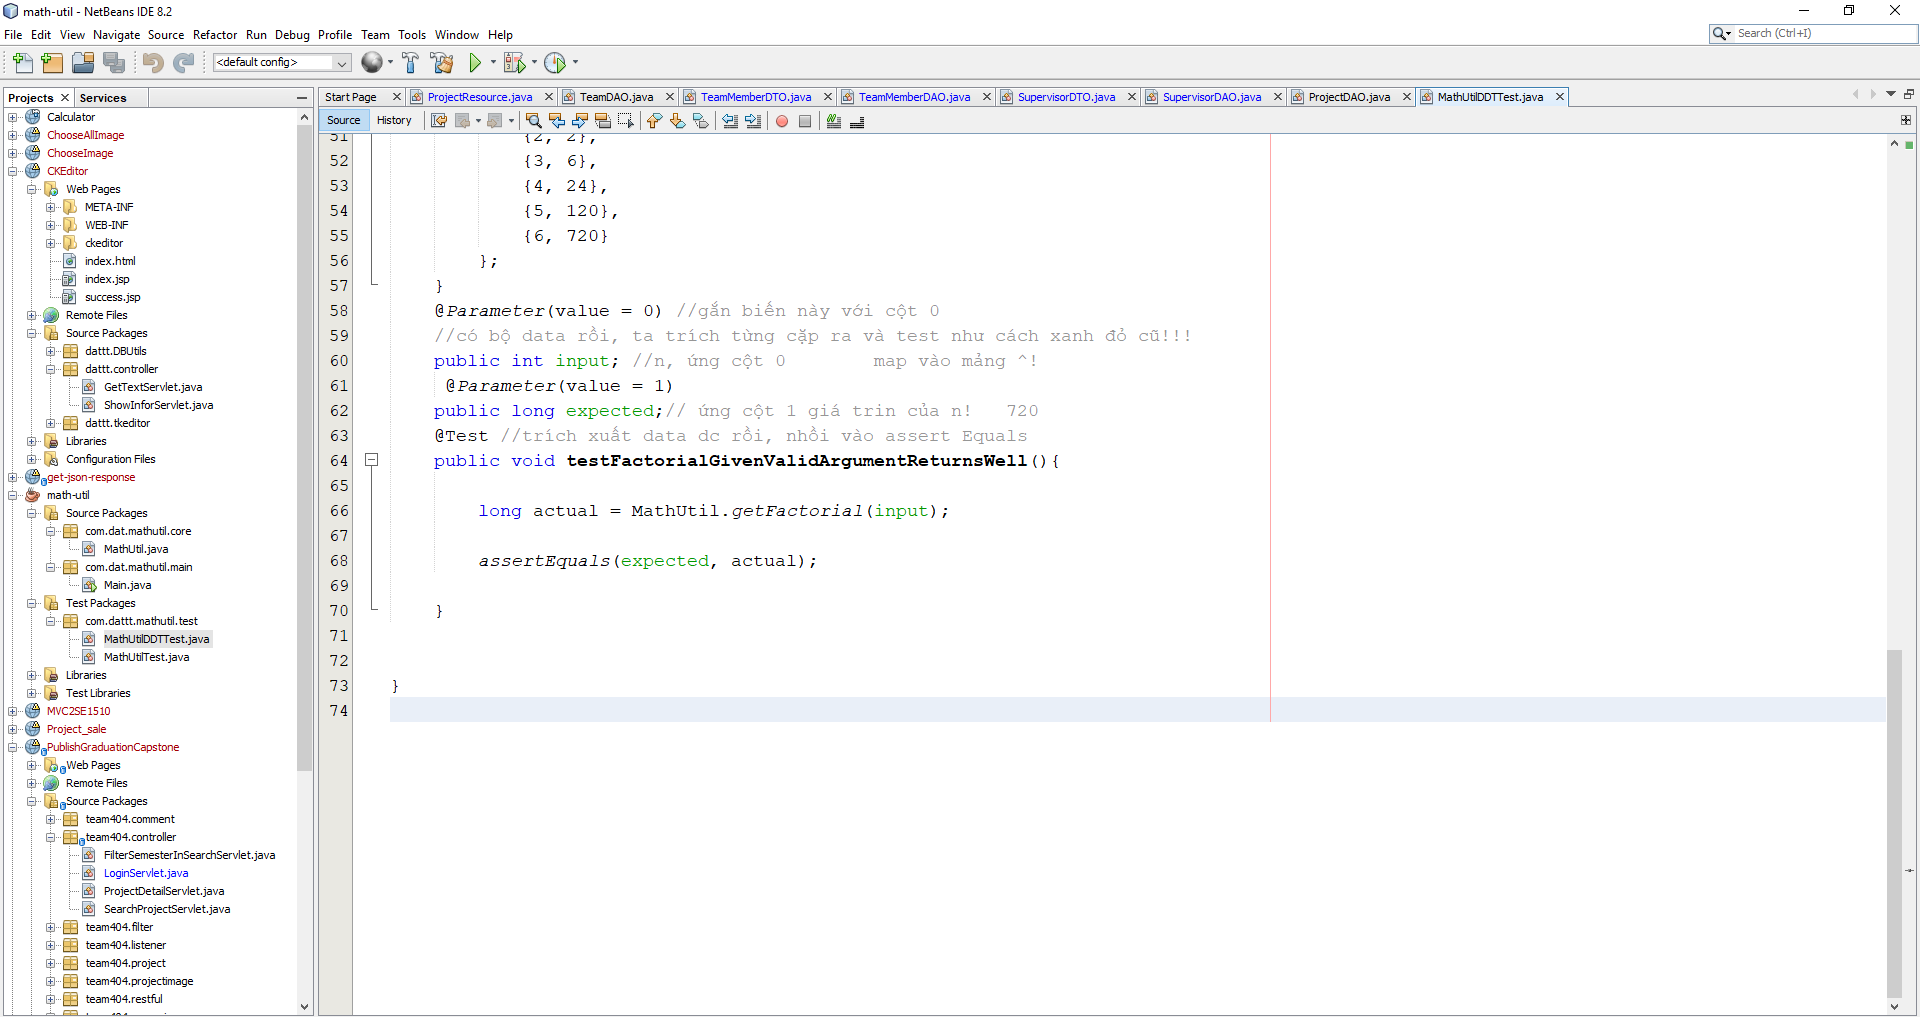 math-util - NetBeans IDE 8.2
File Edit View Navigate Source Refactor Run Debug Profile Team Tools Window Help
Search (Ctrl+I)
<default config>
Projects Services
Start Page ProjectResource.java TeamDAO.java TeamMemberDTO.java TeamMemberDAO.java SupervisorDTO.java SupervisorDAO.java ProjectDAO.java MathUtilDDTTest.java
Source History
Calculator
ChooseAllImage
ChooseImage
CKEditor
Web Pages
META-INF
WEB-INF
ckeditor
index.html
index.jsp
success.jsp
Remote Files
Source Packages
dattt.DBUtils
dattt.controller
GetTextServlet.java
ShowInforServlet.java
dattt.tkeditor
Libraries
Configuration Files
get-json-response
math-util
Source Packages
com.dat.mathutil.core
MathUtil.java
com.dat.mathutil.main
Main.java
Test Packages
com.dattt.mathutil.test
MathUtilDDTTest.java
MathUtilTest.java
Libraries
Test Libraries
MVC2SE1510
Project_sale
PublishGraduationCapstone
Web Pages
Remote Files
Source Packages
team404.comment
team404.controller
FilterSemesterInSearchServlet.java
LoginServlet.java
ProjectDetailServlet.java
SearchProjectServlet.java
team404.filter
team404.listener
team404.project
team404.projectimage
team404.restful
51 {2, 2},
52 {3, 6},
53 {4, 24},
54 {5, 120},
55 {6, 720}
56 };
57 }
58 @Parameter(value = 0) //gắn biến này với cột 0
59 //có bộ data rồi, ta trích từng cặp ra và test như cách xanh đỏ cũ!!!
60 public int input; //n, ứng cột 0 map vào mảng ^!
61 @Parameter(value = 1)
62 public long expected;// ứng cột 1 giá trin của n! 720
63 @Test //trích xuất data dc rồi, nhồi vào assert Equals
64 public void testFactorialGivenValidArgumentReturnsWell(){
65
66 long actual = MathUtil.getFactorial(input);
67
68 assertEquals(expected, actual);
69
70 }
71
72
73 }
74